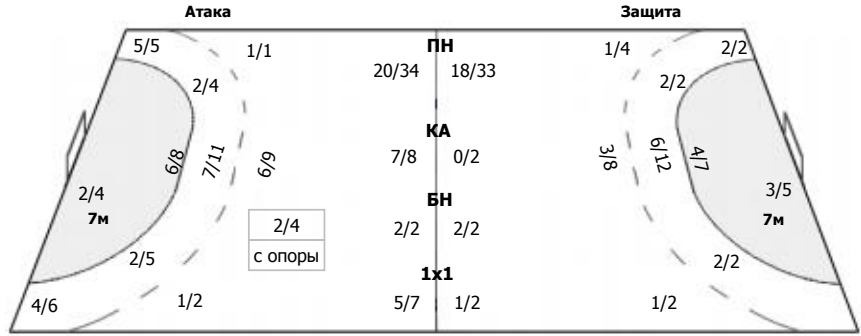 Атака Защита
5/5 1/1 ПН 1/4 2/2
20/34 18/33
2/4 2/2
КА
6/8 7/11 6/9 7/8 0/2 3/8 6/12 4/7
2/4 3/5
7м 7м
БН
2/4 2/2 2/2
с опоры
2/5 2/2
1x1
4/6 1/2 5/7 1/2 1/2